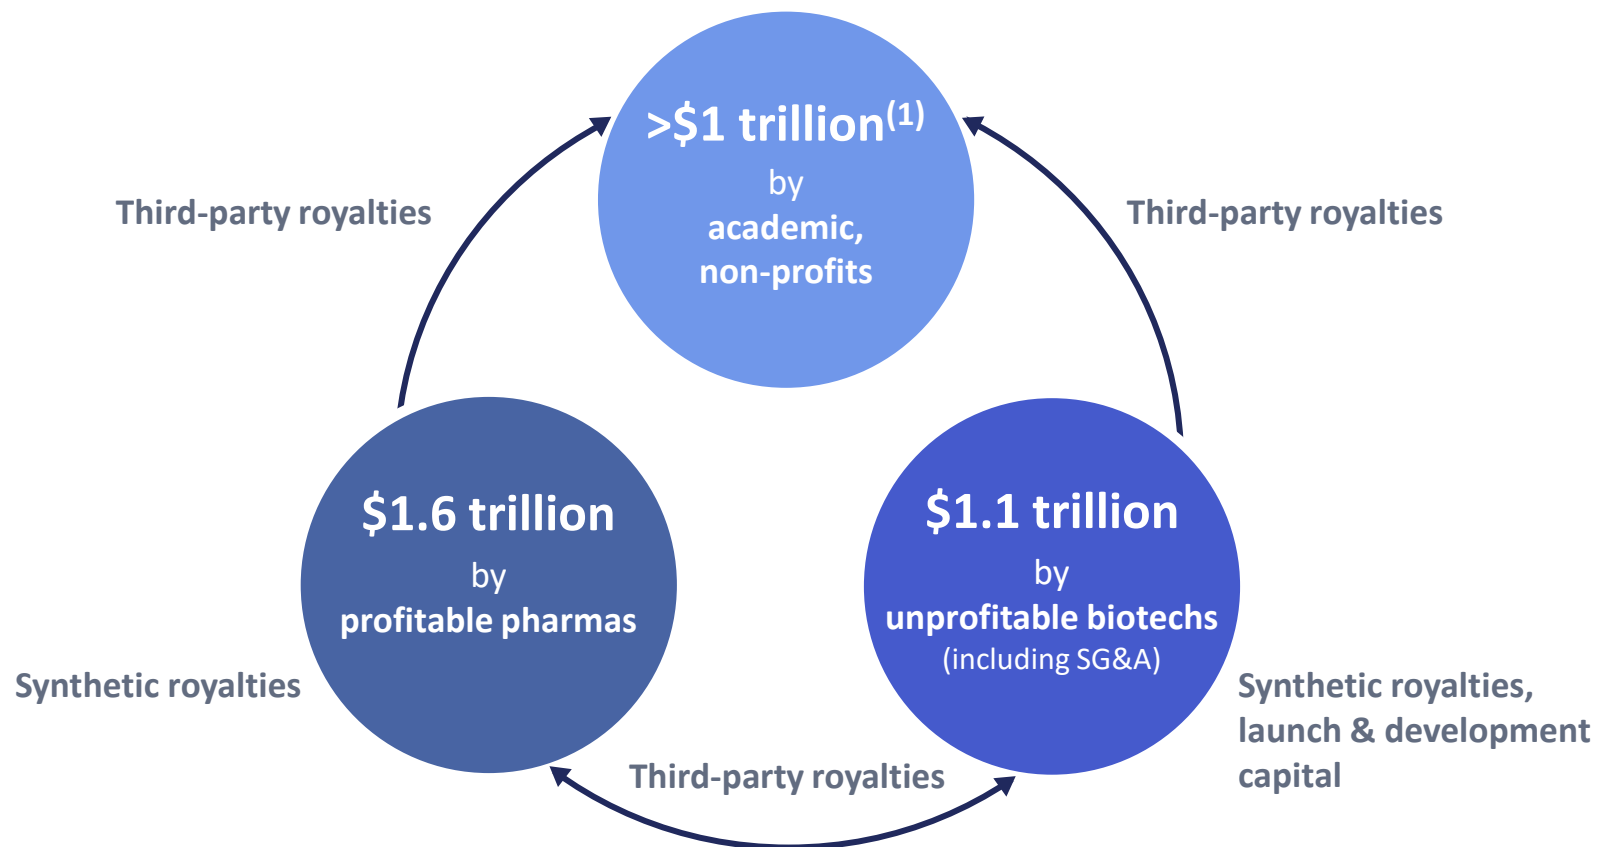 >$1 trillion(1)
by
academic,
non-profits
Third-party royalties
Third-party royalties
$1.6 trillion
by
profitable pharmas
$1.1 trillion
by
unprofitable biotechs
(including SG&A)
Synthetic royalties
Synthetic royalties,
launch & development
capital
Third-party royalties